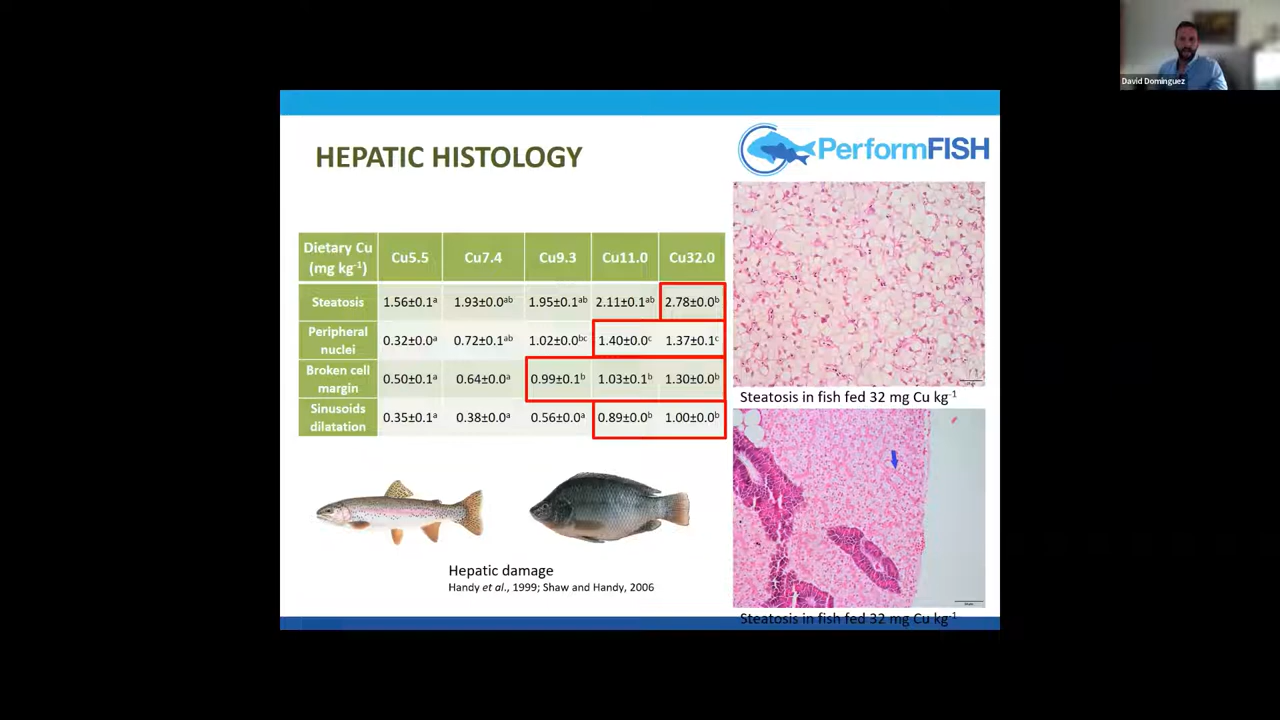 David Dominguez
HEPATIC HISTOLOGY
PerformFISH
Dietary Cu (mg kg⁻¹) Cu5.5 Cu7.4 Cu9.3 Cu11.0 Cu32.0
Steatosis 1.56±0.1ᵃ 1.93±0.0ᵃᵇ 1.95±0.1ᵃᵇ 2.11±0.1ᵃᵇ 2.78±0.0ᵇ
Peripheral nuclei 0.32±0.0ᵃ 0.72±0.1ᵃᵇ 1.02±0.0ᵇᶜ 1.40±0.0ᶜ 1.37±0.1ᶜ
Broken cell margin 0.50±0.1ᵃ 0.64±0.0ᵃ 0.99±0.1ᵇ 1.03±0.1ᵇ 1.30±0.0ᵇ
Sinusoids dilatation 0.35±0.1ᵃ 0.38±0.0ᵃ 0.56±0.0ᵃ 0.89±0.0ᵇ 1.00±0.0ᵇ
Steatosis in fish fed 32 mg Cu kg⁻¹
Hepatic damage
Handy et al., 1999; Shaw and Handy, 2006
Steatosis in fish fed 32 mg Cu kg⁻¹